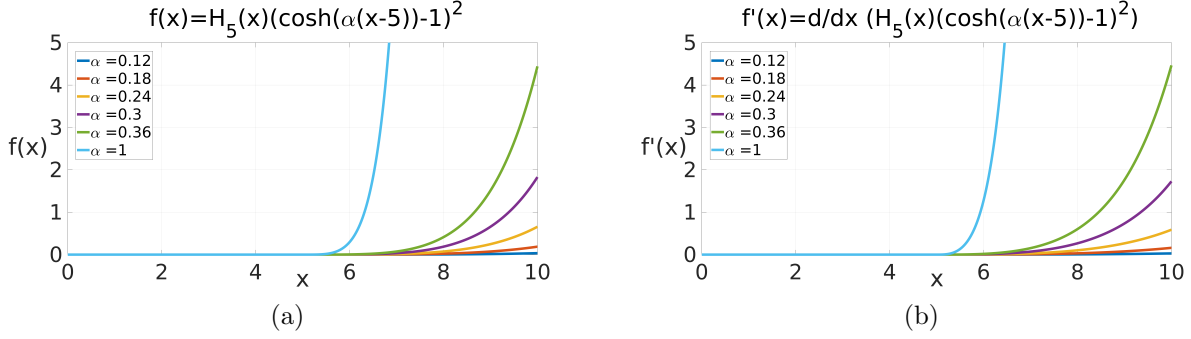 f(x)=H₅(x)(cosh(α(x-5))-1)²
5
4
3
2
1
0
f(x)
α =0.12
α =0.18
α =0.24
α =0.3
α =0.36
α =1
0 2 4 6 8 10
x
(a)
f'(x)=d/dx (H₅(x)(cosh(α(x-5))-1)²)
5
4
3
2
1
0
f'(x)
α =0.12
α =0.18
α =0.24
α =0.3
α =0.36
α =1
0 2 4 6 8 10
x
(b)